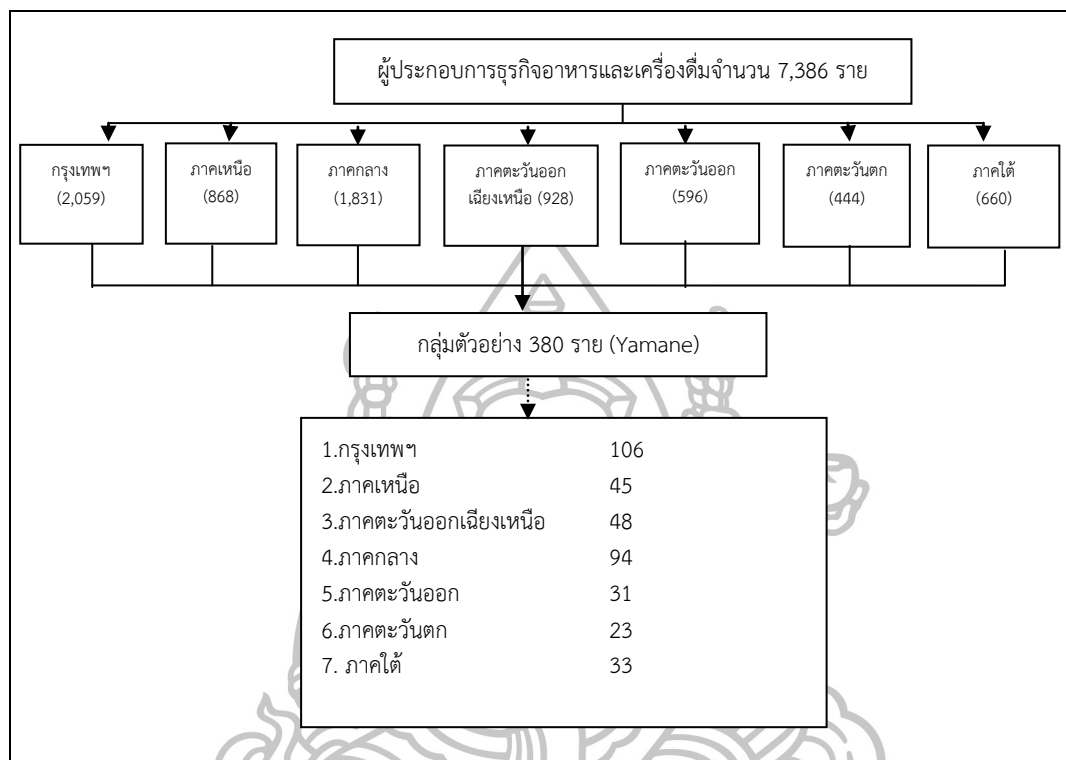 ผู้ประกอบการธุรกิจอาหารและเครื่องดื่มจำนวน 7,386 ราย
กรุงเทพฯ
(2,059)
ภาคเหนือ
(868)
ภาคกลาง
(1,831)
ภาคตะวันออก
เฉียงเหนือ (928)
ภาคตะวันออก
(596)
ภาคตะวันตก
(444)
ภาคใต้
(660)
กลุ่มตัวอย่าง 380 ราย (Yamane)
1.กรุงเทพฯ 106
2.ภาคเหนือ 45
3.ภาคตะวันออกเฉียงเหนือ 48
4.ภาคกลาง 94
5.ภาคตะวันออก 31
6.ภาคตะวันตก 23
7. ภาคใต้ 33